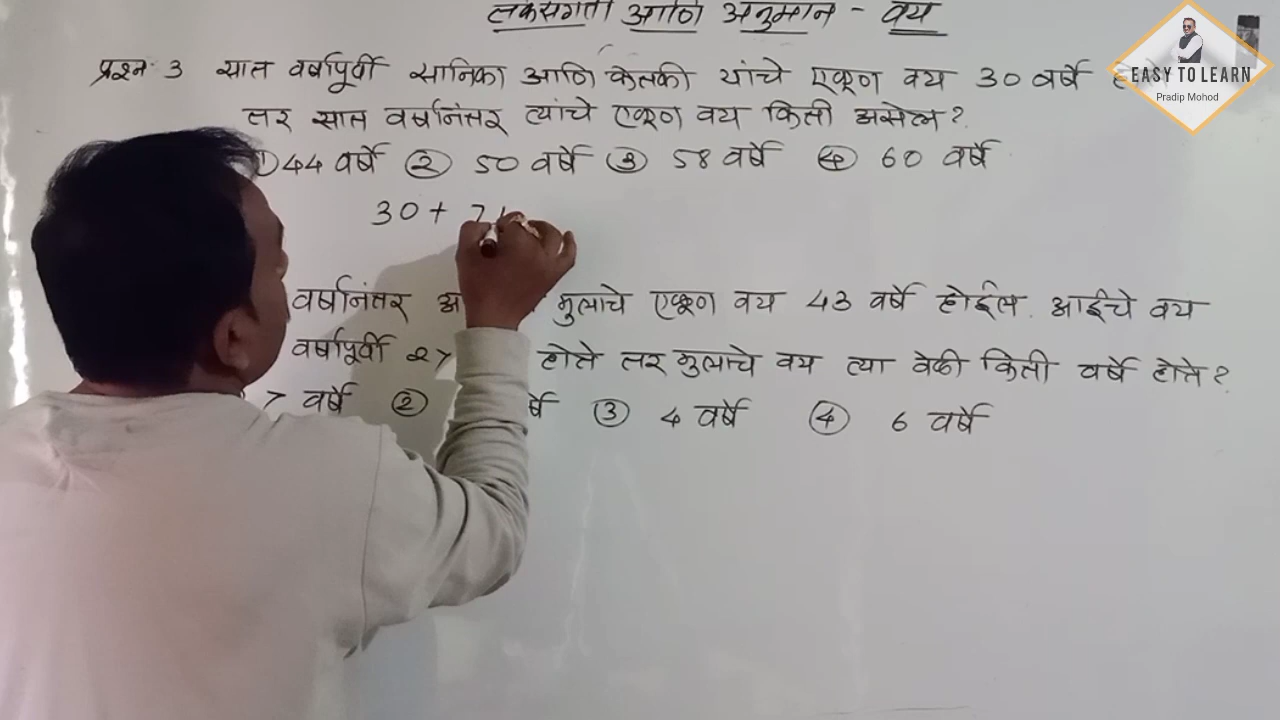 तर्कसंगती आणि अनुमान - वय
प्रश्न 3 सात वर्षापूर्वी सानिका आणि केतकी यांचे एकूण वय 30 वर्षे
तर सात वर्षानंतर त्यांचे एकूण वय किती असेल?
① 44 वर्षे ② 50 वर्षे ③ 58 वर्षे ④ 60 वर्षे
30 +
वर्षानंतर मुलाचे एकूण वय 43 वर्षे होईल. आईचे वय
वर्षापूर्वी २७ होते तर मुलाचे वय त्या वेळी किती वर्षे होते?
वर्षे ② र्षे ③ 4 वर्षे ④ 6 वर्षे
EASY TO LEARN
Pradip Mohod